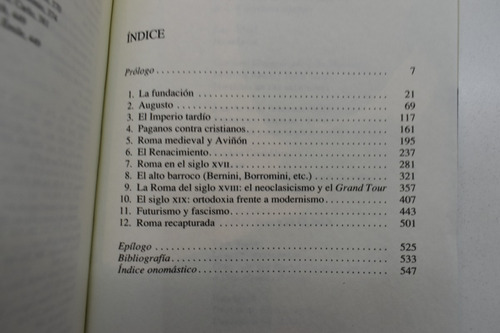 ÍNDICE
Prólogo 7
1. La fundación 21
2. Augusto 69
3. El Imperio tardío 117
4. Paganos contra cristianos. 161
5. Roma medieval y Aviñón 195
6. El Renacimiento 237
7. Roma en el siglo XVII. 281
8. El alto barroco (Bernini, Borromini, etc.) 321
9. La Roma del siglo XVIII: el neoclasicismo y el Grand Tour 357
10. El siglo XIX: ortodoxia frente a modernismo 407
11. Futurismo y fascismo 443
12. Roma recapturada 501
Epílogo 525
Bibliografía 533
Índice onomástico 547